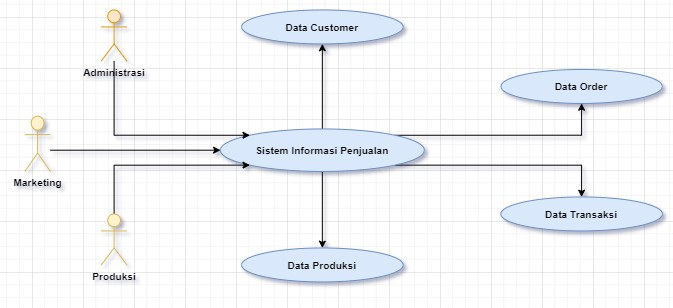 Data Customer
Administrasi
Data Order
Sistem Informasi Penjualan
Marketing
Data Transaksi
Data Produksi
Produksi